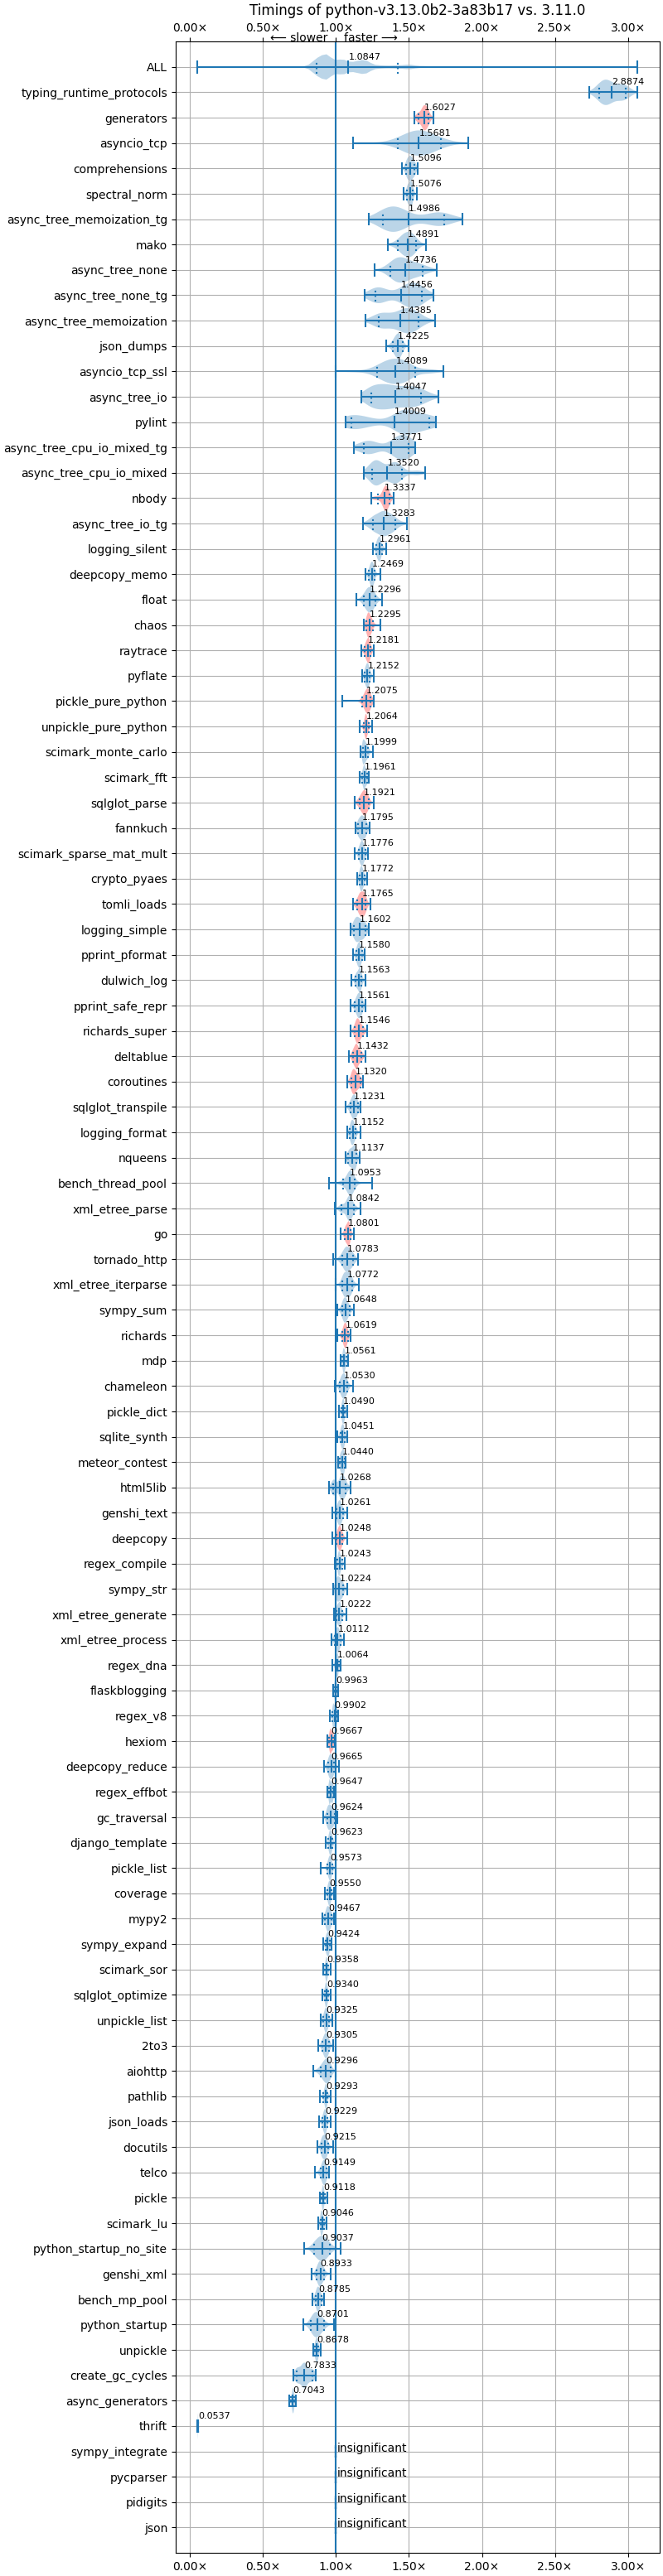 Timings of python-v3.13.0b2-3a83b17 vs. 3.11.0
0.00× 0.50× 1.00× 1.50× 2.00× 2.50× 3.00×
⟵ slower faster ⟶
ALL 1.0847
typing_runtime_protocols 2.8874
generators 1.6027
asyncio_tcp 1.5681
comprehensions 1.5096
spectral_norm 1.5076
async_tree_memoization_tg 1.4986
mako 1.4891
async_tree_none 1.4736
async_tree_none_tg 1.4456
async_tree_memoization 1.4385
json_dumps 1.4225
asyncio_tcp_ssl 1.4089
async_tree_io 1.4047
pylint 1.4009
async_tree_cpu_io_mixed_tg 1.3771
async_tree_cpu_io_mixed 1.3520
nbody 1.3337
async_tree_io_tg 1.3283
logging_silent 1.2961
deepcopy_memo 1.2469
float 1.2296
chaos 1.2295
raytrace 1.2181
pyflate 1.2152
pickle_pure_python 1.2075
unpickle_pure_python 1.2064
scimark_monte_carlo 1.1999
scimark_fft 1.1961
sqlglot_parse 1.1921
fannkuch 1.1795
scimark_sparse_mat_mult 1.1776
crypto_pyaes 1.1772
tomli_loads 1.1765
logging_simple 1.1602
pprint_pformat 1.1580
dulwich_log 1.1563
pprint_safe_repr 1.1561
richards_super 1.1546
deltablue 1.1432
coroutines 1.1320
sqlglot_transpile 1.1231
logging_format 1.1152
nqueens 1.1137
bench_thread_pool 1.0953
xml_etree_parse 1.0842
go 1.0801
tornado_http 1.0783
xml_etree_iterparse 1.0772
sympy_sum 1.0648
richards 1.0619
mdp 1.0561
chameleon 1.0530
pickle_dict 1.0490
sqlite_synth 1.0451
meteor_contest 1.0440
html5lib 1.0268
genshi_text 1.0261
deepcopy 1.0248
regex_compile 1.0243
sympy_str 1.0224
xml_etree_generate 1.0222
xml_etree_process 1.0112
regex_dna 1.0064
flaskblogging 0.9963
regex_v8 0.9902
hexiom 0.9667
deepcopy_reduce 0.9665
regex_effbot 0.9647
gc_traversal 0.9624
django_template 0.9623
pickle_list 0.9573
coverage 0.9550
mypy2 0.9467
sympy_expand 0.9424
scimark_sor 0.9358
sqlglot_optimize 0.9340
unpickle_list 0.9325
2to3 0.9305
aiohttp 0.9296
pathlib 0.9293
json_loads 0.9229
docutils 0.9215
telco 0.9149
pickle 0.9118
scimark_lu 0.9046
python_startup_no_site 0.9037
genshi_xml 0.8933
bench_mp_pool 0.8785
python_startup 0.8701
unpickle 0.8678
create_gc_cycles 0.7833
async_generators 0.7043
thrift 0.0537
sympy_integrate insignificant
pycparser insignificant
pidigits insignificant
json insignificant
0.00× 0.50× 1.00× 1.50× 2.00× 2.50× 3.00×